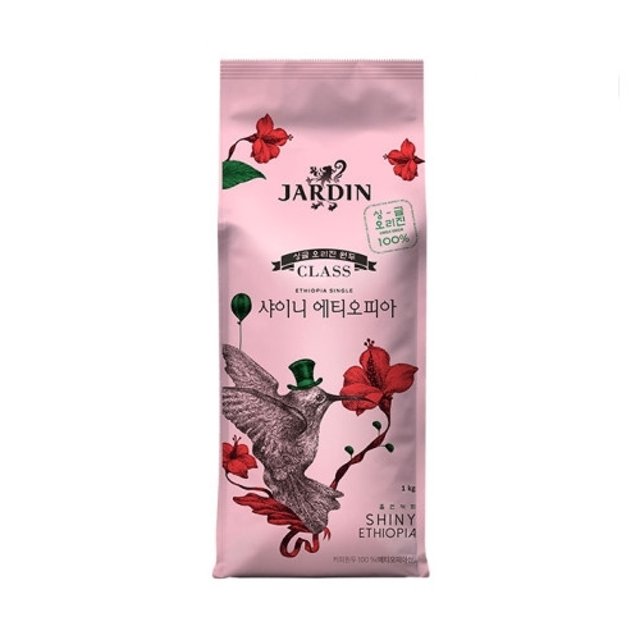 JARDIN
싱-글
오리진
SINGLE ORIGIN
100%
싱글 오리진 원두
CLASS
ETHIOPIA SINGLE
샤이니 에티오피아
1 kg
홀빈커피
SHINY
ETHIOPIA
커피원두 100 % (에티오피아산)